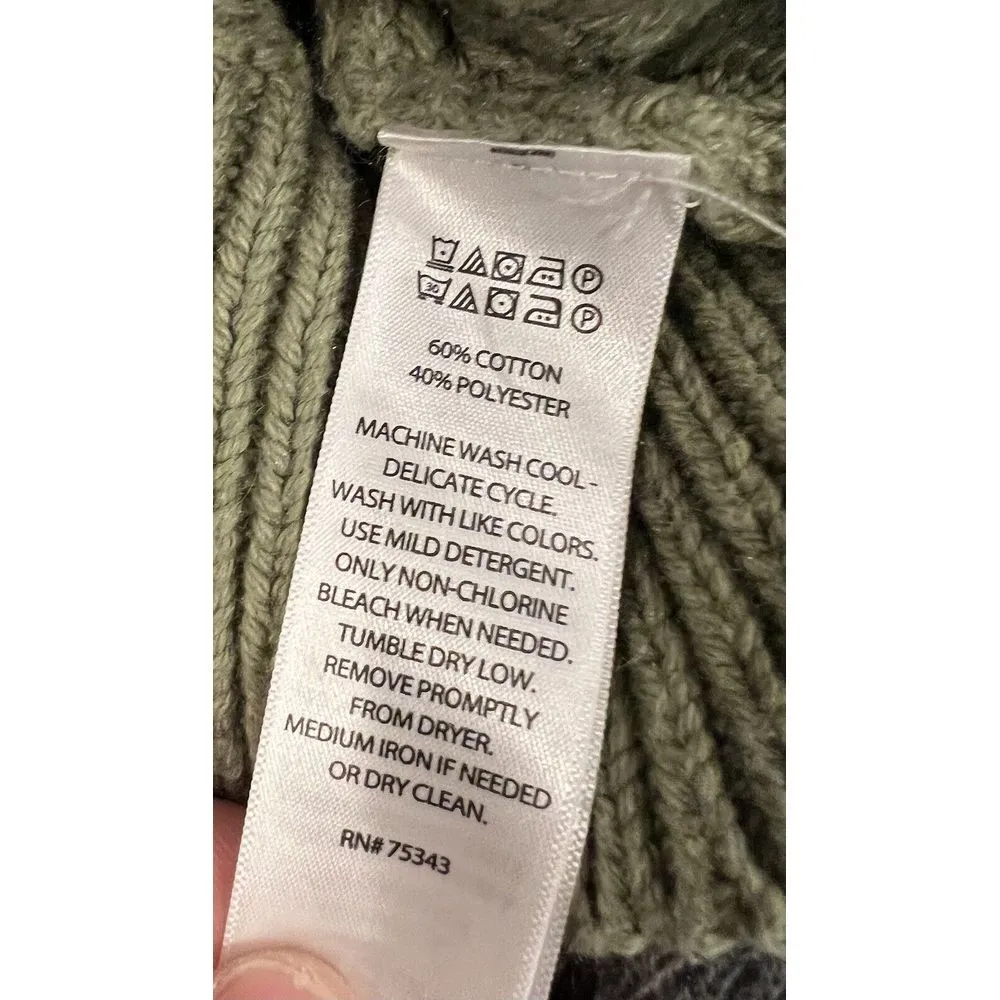 P
30 P
60% COTTON
40% POLYESTER
MACHINE WASH COOL -
DELICATE CYCLE.
WASH WITH LIKE COLORS.
USE MILD DETERGENT.
ONLY NON-CHLORINE
BLEACH WHEN NEEDED.
TUMBLE DRY LOW.
REMOVE PROMPTLY
FROM DRYER.
MEDIUM IRON IF NEEDED
OR DRY CLEAN.
RN# 75343